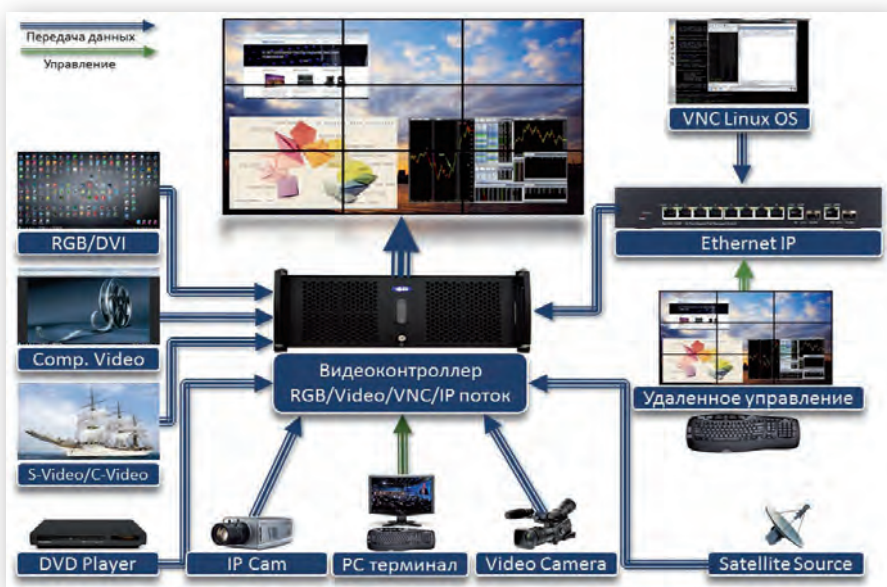 Передача данных
Управление
VNC Linux OS
RGB/DVI
Ethernet IP
Comp. Video
Видеоконтроллер
RGB/Video/VNC/IP поток
Удаленное управление
S-Video/C-Video
DVD Player
IP Cam
PC терминал
Video Camera
Satellite Source